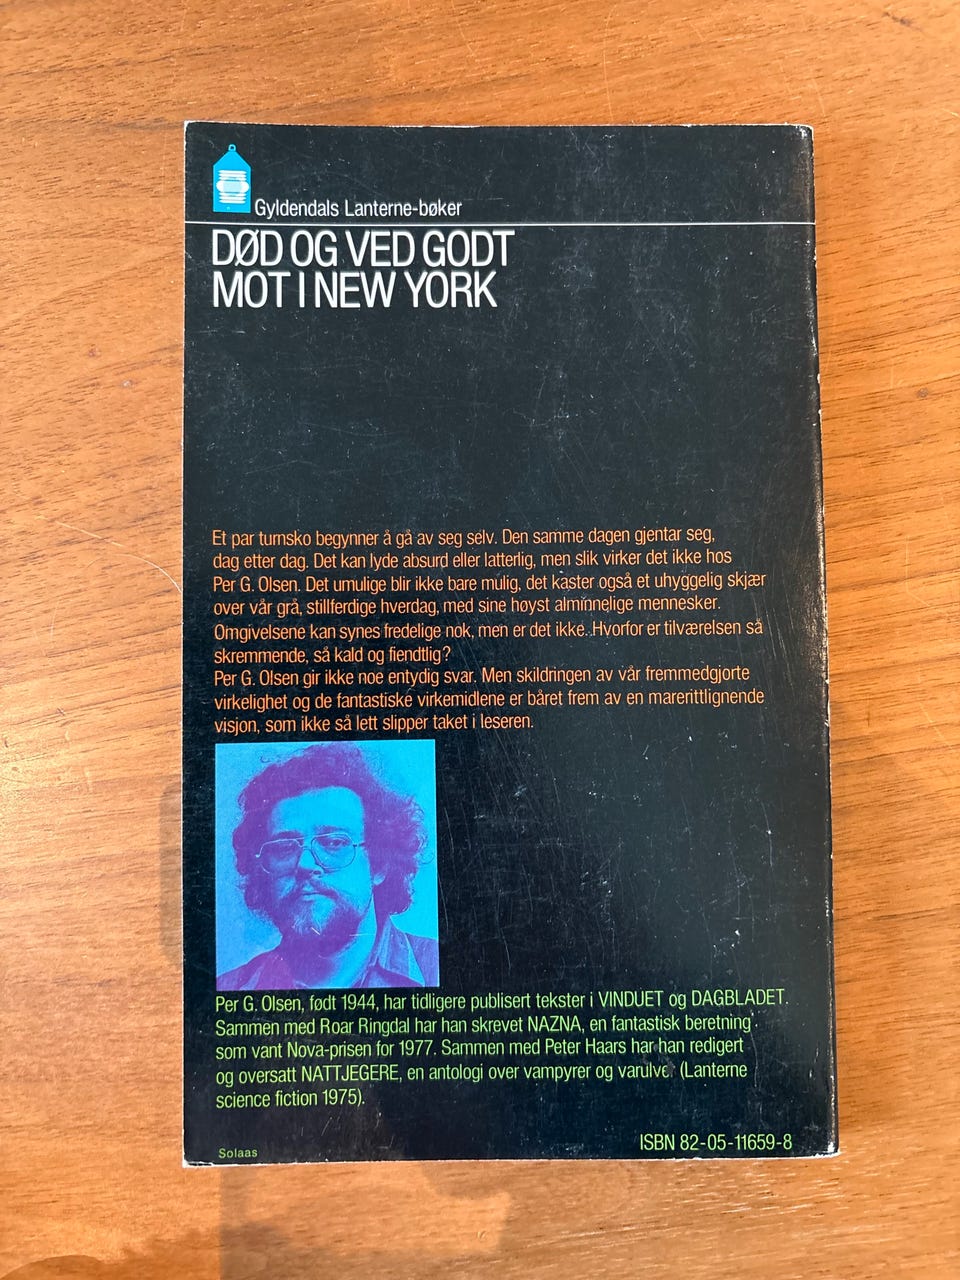 Gyldendals Lanterne-bøker
DØD OG VED GODT
MOT I NEW YORK
Et par turnsko begynner å gå av seg selv. Den samme dagen gjentar seg,
dag etter dag. Det kan lyde absurd eller latterlig, men slik virker det ikke hos
Per G. Olsen. Det umulige blir ikke bare mulig, det kaster også et uhyggelig skjær
over vår grå, stillferdige hverdag, med sine høyst alminnelige mennesker.
Omgivelsene kan synes fredelige nok, men er det ikke. Hvorfor er tilværelsen så
skremmende, så kald og fiendtlig?
Per G. Olsen gir ikke noe entydig svar. Men skildringen av vår fremmedgjorte
virkelighet og de fantastiske virkemidlene er båret frem av en marerittlignende
visjon, som ikke så lett slipper taket i leseren.
Per G. Olsen, født 1944, har tidligere publisert tekster i VINDUET og DAGBLADET.
Sammen med Roar Ringdal har han skrevet NAZNA, en fantastisk beretning
som vant Nova-prisen for 1977. Sammen med Peter Haars har han redigert
og oversatt NATTJEGERE, en antologi over vampyrer og varulve. (Lanterne
science fiction 1975).
Solaas
ISBN 82-05-11659-8